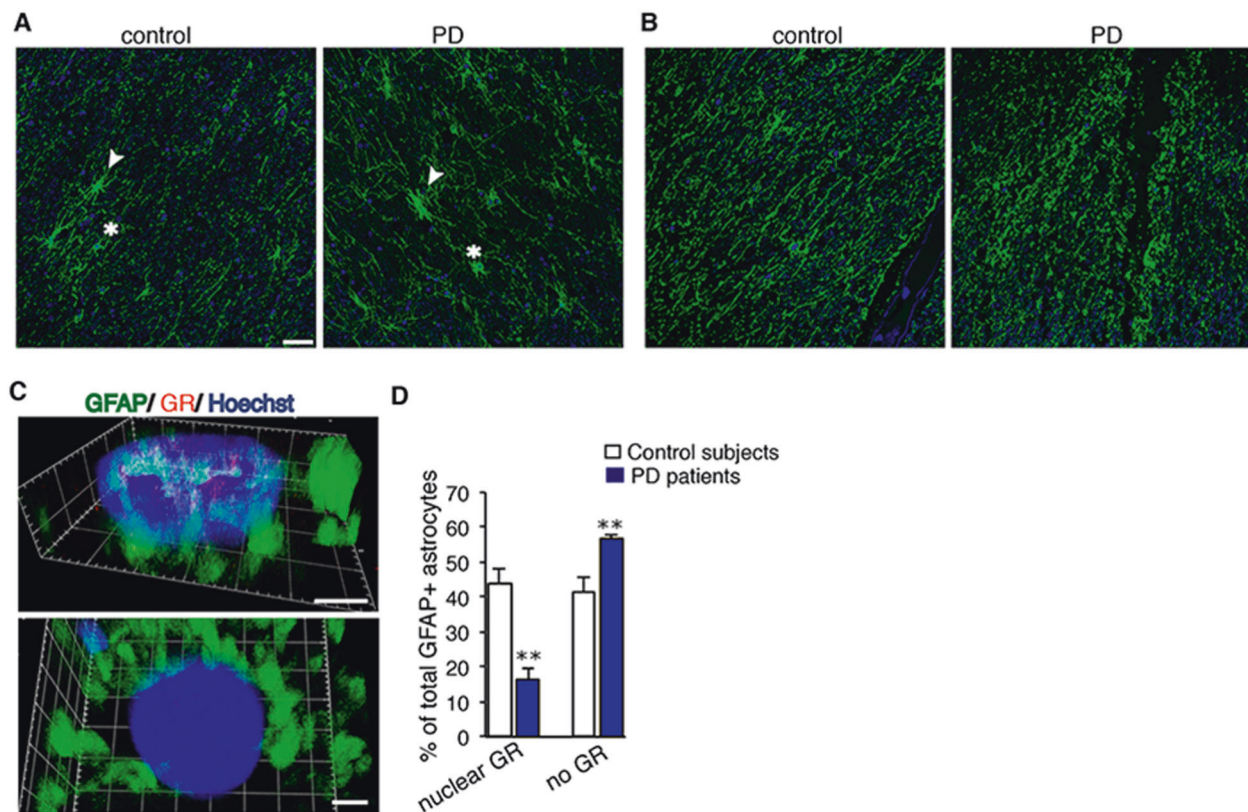 A
control
PD
B
control
PD
C
GFAP/ GR/ Hoechst
D
Control subjects
PD patients
% of total GFAP+ astrocytes
70
60
50
40
30
20
10
0
**
**
nuclear GR
no GR